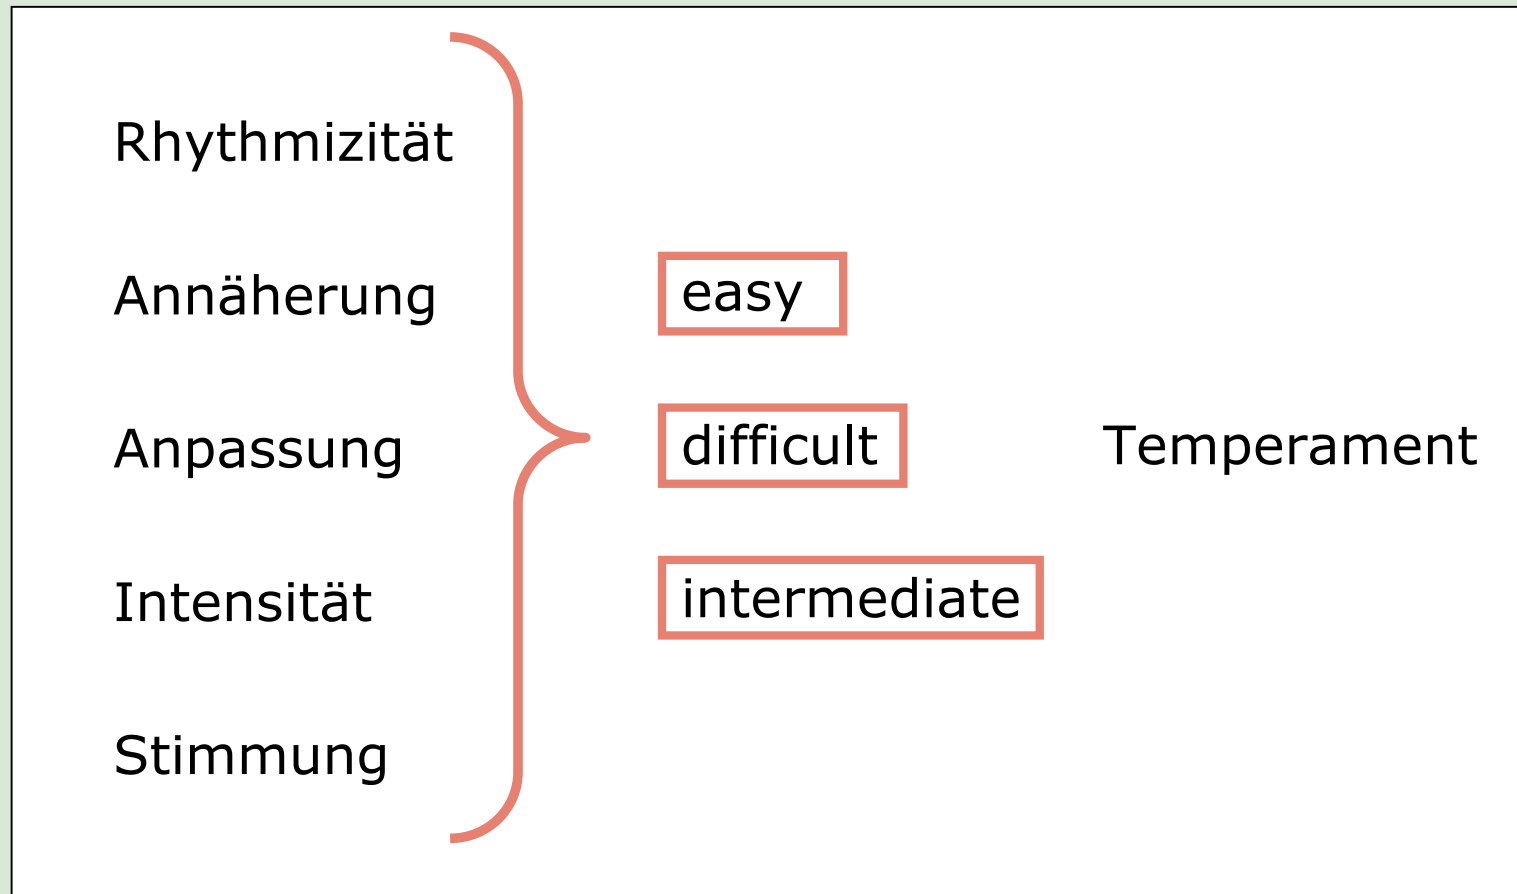 Rhythmizität
Annäherung
easy
Anpassung
difficult
Temperament
Intensität
intermediate
Stimmung